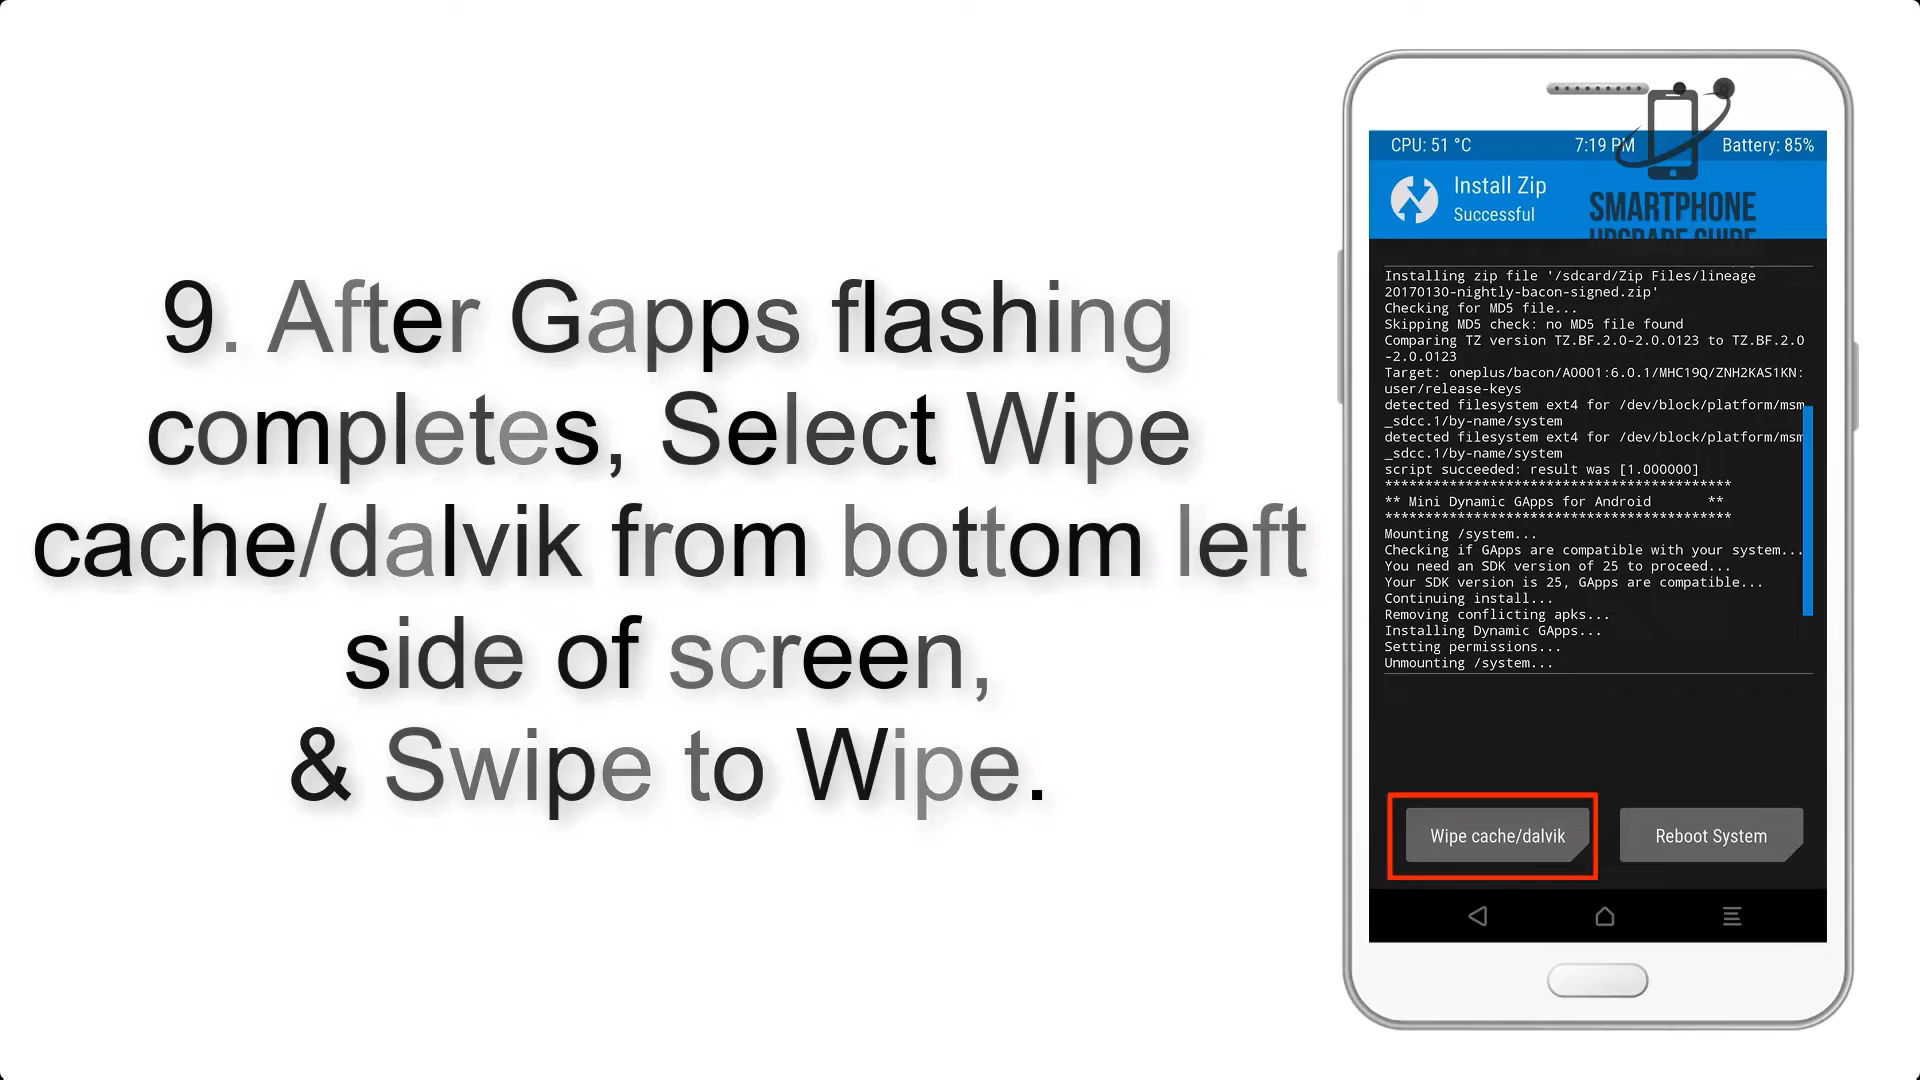 9. After Gapps flashing
completes, Select Wipe
cache/dalvik from bottom left
side of screen,
& Swipe to Wipe.
CPU: 51 °C 7:19 PM Battery: 85%
Install Zip
Successful
SMARTPHONE
UPGRADE GUIDE
Installing zip file '/sdcard/Zip Files/lineage
20170130-nightly-bacon-signed.zip'
Checking for MD5 file...
Skipping MD5 check: no MD5 file found
Comparing TZ version TZ.BF.2.0-2.0.0123 to TZ.BF.2.0
-2.0.0123
Target: oneplus/bacon/A0001:6.0.1/MHC19Q/ZNH2KAS1KN:
user/release-keys
detected filesystem ext4 for /dev/block/platform/msm
_sdcc.1/by-name/system
detected filesystem ext4 for /dev/block/platform/msm
_sdcc.1/by-name/system
script succeeded: result was [1.000000]
******************************************
** Mini Dynamic GApps for Android **
******************************************
Mounting /system...
Checking if GApps are compatible with your system...
You need an SDK version of 25 to proceed...
Your SDK version is 25, GApps are compatible...
Continuing install...
Removing conflicting apks...
Installing Dynamic GApps...
Setting permissions...
Unmounting /system...
Wipe cache/dalvik
Reboot System